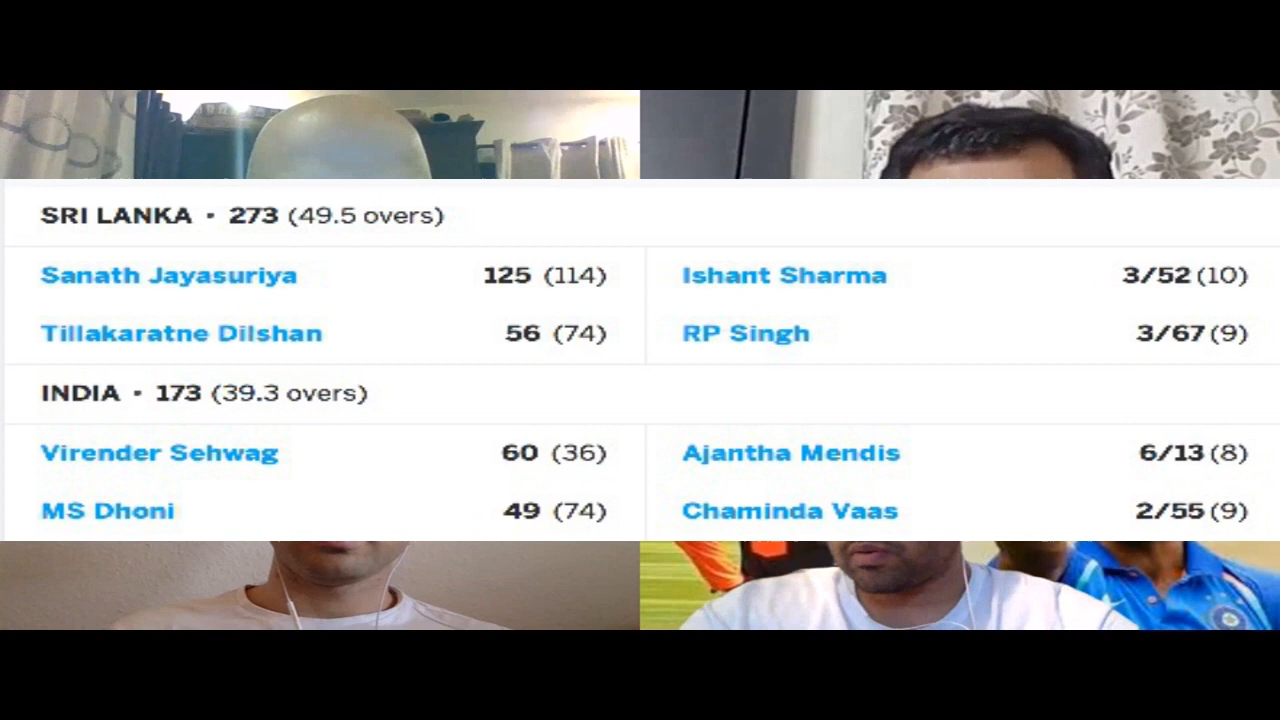 SRI LANKA • 273 (49.5 overs)
Sanath Jayasuriya 125 (114) Ishant Sharma 3/52 (10)
Tillakaratne Dilshan 56 (74) RP Singh 3/67 (9)
INDIA • 173 (39.3 overs)
Virender Sehwag 60 (36) Ajantha Mendis 6/13 (8)
MS Dhoni 49 (74) Chaminda Vaas 2/55 (9)